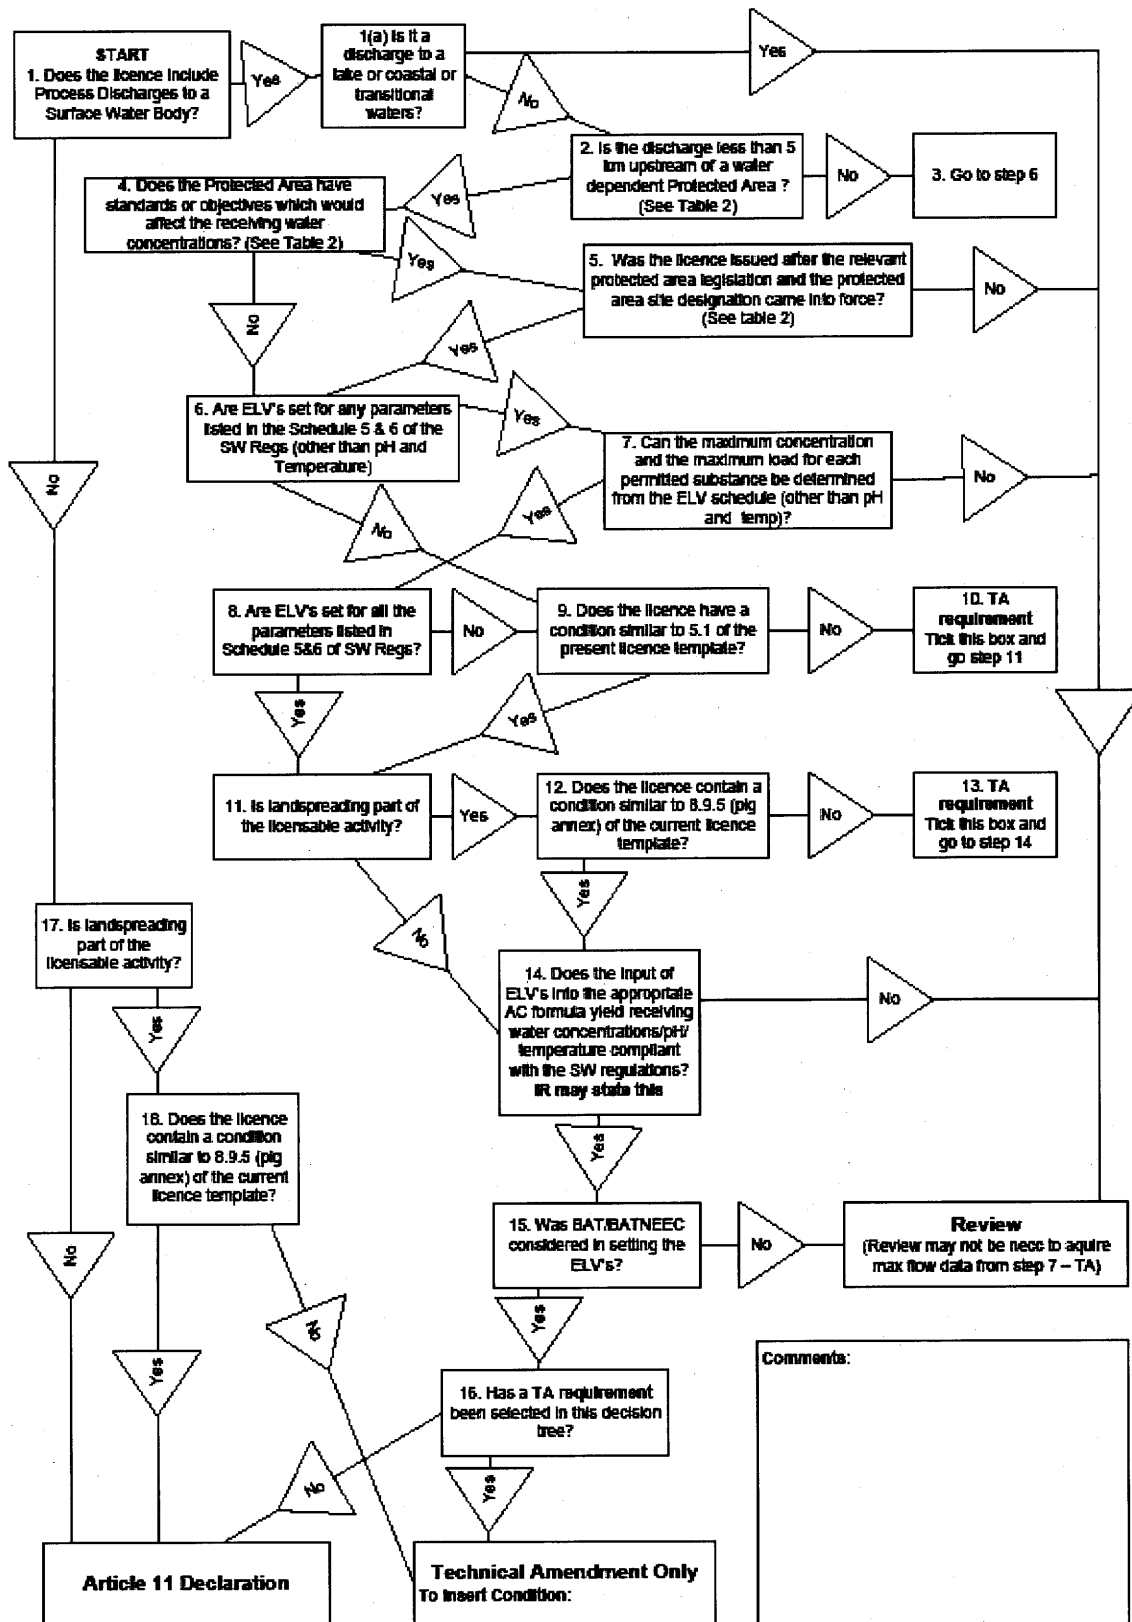 START
1. Does the licence include
Process Discharges to a
Surface Water Body?
Yes
1(a) Is it a
discharge to a
lake or coastal or
transitional
waters?
Yes
No
2. Is the discharge less than 5
km upstream of a water
dependent Protected Area ?
(See Table 2)
No
3. Go to step 6
Yes
4. Does the Protected Area have
standards or objectives which would
affect the receiving water
concentrations? (See Table 2)
Yes
No
5. Was the licence issued after the relevant
protected area legislation and the protected
area site designation came into force?
(See table 2)
No
Yes
6. Are ELV's set for any parameters
listed in the Schedule 5 & 6 of the
SW Regs (other than pH and
Temperature)
Yes
No
No
7. Can the maximum concentration
and the maximum load for each
permitted substance be determined
from the ELV schedule (other than pH
and temp)?
No
Yes
8. Are ELV's set for all the
parameters listed in
Schedule 5&6 of SW Regs?
No
9. Does the licence have a
condition similar to 5.1 of the
present licence template?
No
10. TA
requirement
Tick this box and
go step 11
Yes
Yes
11. Is landspreading part of
the licensable activity?
Yes
12. Does the licence contain a
condition similar to 8.9.5 (pig
annex) of the current licence
template?
No
13. TA
requirement
Tick this box and
go to step 14
Yes
No
17. Is landspreading
part of the
licensable activity?
Yes
No
14. Does the input of
ELV's into the appropriate
AC formula yield receiving
water concentrations/pH/
temperature compliant
with the SW regulations?
IR may state this
No
Yes
18. Does the licence
contain a condition
similar to 8.9.5 (pig
annex) of the current
licence template?
No
Yes
15. Was BAT/BATNEEC
considered in setting the
ELV's?
No
Review
(Review may not be necc to aquire
max flow data from step 7 – TA)
Yes
16. Has a TA requirement
been selected in this decision
tree?
No
Yes
Comments:
Article 11 Declaration
Technical Amendment Only
To Insert Condition: